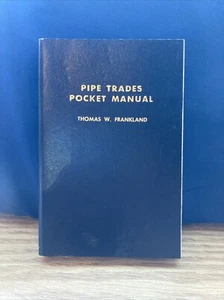 PIPE TRADES
POCKET MANUAL
THOMAS W. FRANKLAND